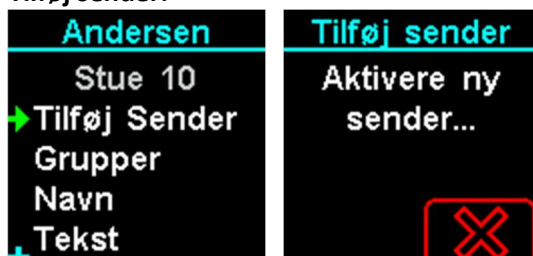 Andersen
Stue 10
Tilføj Sender
Grupper
Navn
Tekst
Tilføj sender
Aktivere ny
sender...